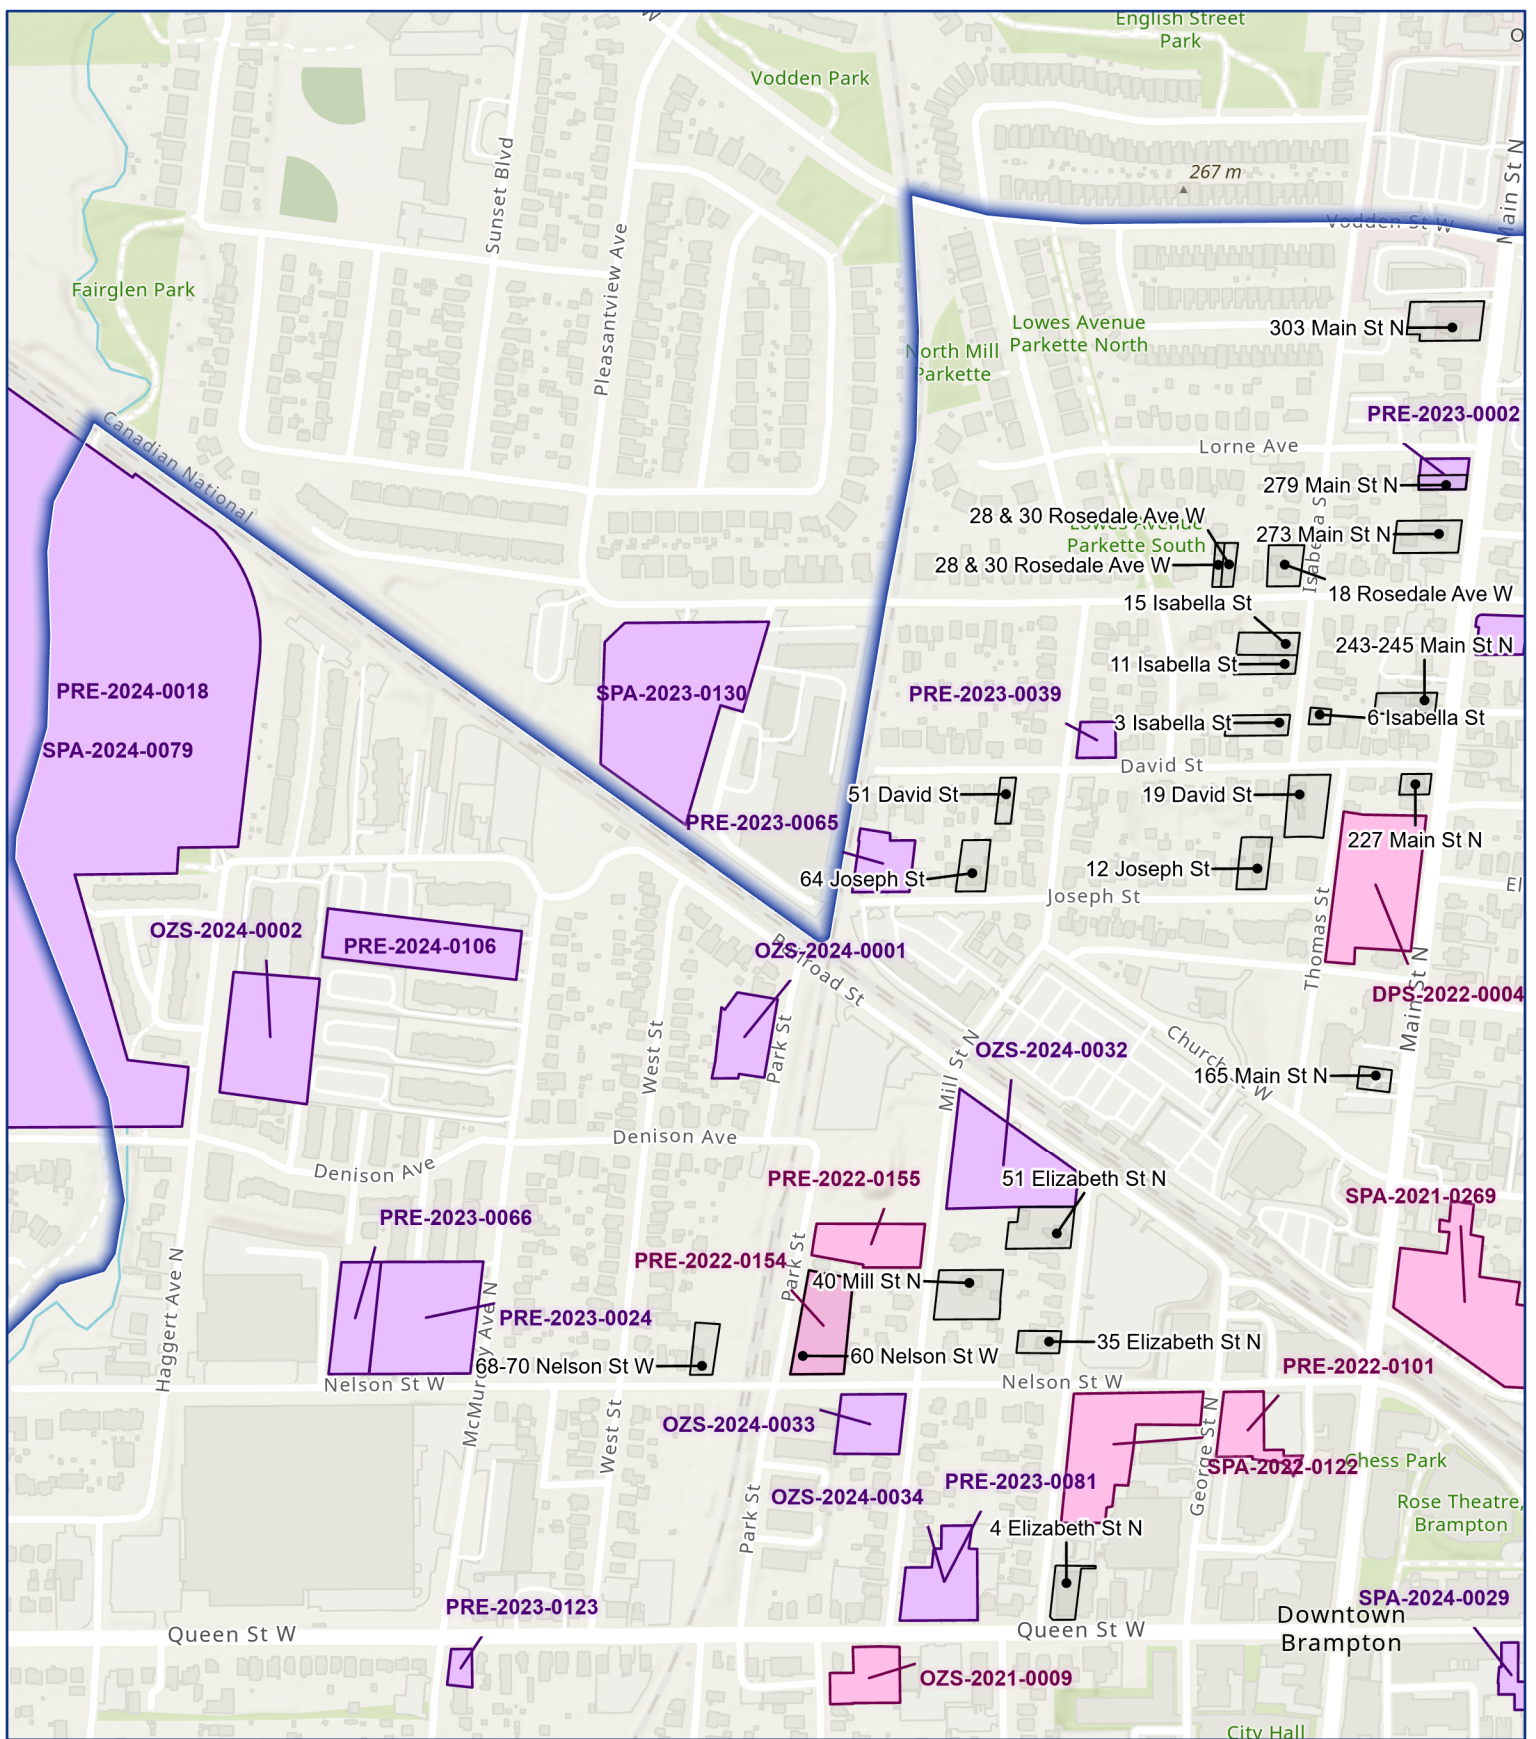 English Street
Park
Vodden Park
267 m
Main St N
Vodden St W
Sunset Blvd
Pleasantview Ave
Fairglen Park
Lowes Avenue
Parkette North
North Mill
Parkette
303 Main St N
PRE-2023-0002
Canadian National
Lorne Ave
279 Main St N
28 & 30 Rosedale Ave W
Lowes Avenue
Parkette South
273 Main St N
28 & 30 Rosedale Ave W
18 Rosedale Ave W
15 Isabella St
243-245 Main St N
11 Isabella St
PRE-2024-0018
SPA-2023-0130
PRE-2023-0039
3 Isabella St
6 Isabella St
SPA-2024-0079
David St
51 David St
19 David St
PRE-2023-0065
227 Main St N
64 Joseph St
12 Joseph St
Joseph St
Thomas St
OZS-2024-0002
PRE-2024-0106
OZS-2024-0001
Railroad St
DPS-2022-0004
Main St N
West St
Park St
Mill St N
OZS-2024-0032
Church St W
165 Main St N
Denison Ave
Denison Ave
PRE-2022-0155
51 Elizabeth St N
SPA-2021-0269
PRE-2023-0066
PRE-2022-0154
Park St
40 Mill St N
Haggert Ave N
McMurchy Ave N
PRE-2023-0024
68-70 Nelson St W
60 Nelson St W
35 Elizabeth St N
PRE-2022-0101
Nelson St W
Nelson St W
West St
OZS-2024-0033
George St N
SPA-2022-0122
Chess Park
PRE-2023-0081
OZS-2024-0034
Park St
Rose Theatre,
Brampton
4 Elizabeth St N
PRE-2023-0123
SPA-2024-0029
Queen St W
Queen St W
Downtown
Brampton
OZS-2021-0009
City Hall